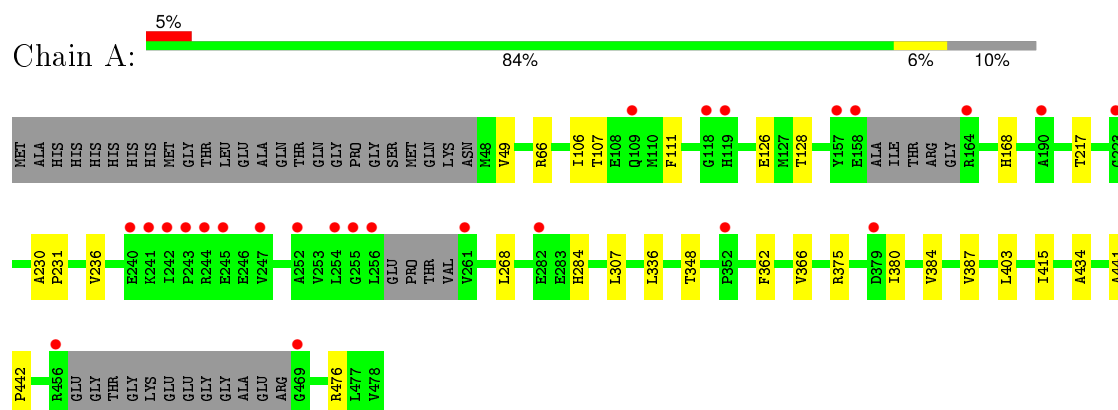 5%
Chain A:
84% 6% 10%
MET ALA HIS HIS HIS HIS HIS HIS MET GLY THR LEU GLU ALA GLN THR GLN GLY PRO GLY SER MET GLN LYS ASN M48 V49 R66 I106 T107 E108 Q109 M110 F111 G118 H119 E126 M127 T128 Y157 E158 ALA ILE THR ARG GLY R164 H168 A190 T217
A230 P231 V236 E240 K241 I242 P243 R244 E245 E246 V247 A252 V253 L254 G255 L256 GLU PRO THR VAL V261 L268 E282 E283 H284 L307 L336 T348 P352 F362 V366 R375 D379 I380 V384 V387 L403 I415 A434 A441
P442 R456 GLU GLY THR GLY LYS GLU GLU GLY GLY ALA GLU ARG G469 R476 L477 V478